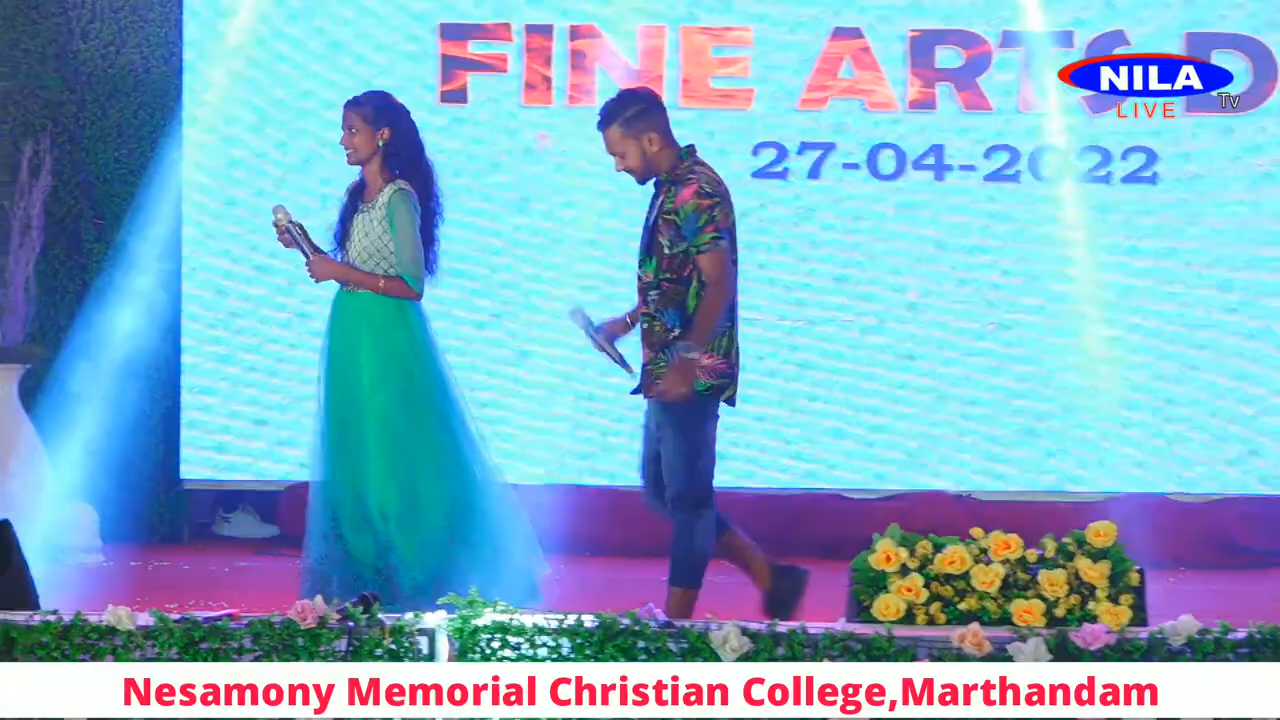 FINE ARTS D
NILA
Tv
LIVE
27-04-2022
Nesamony Memorial Christian College,Marthandam